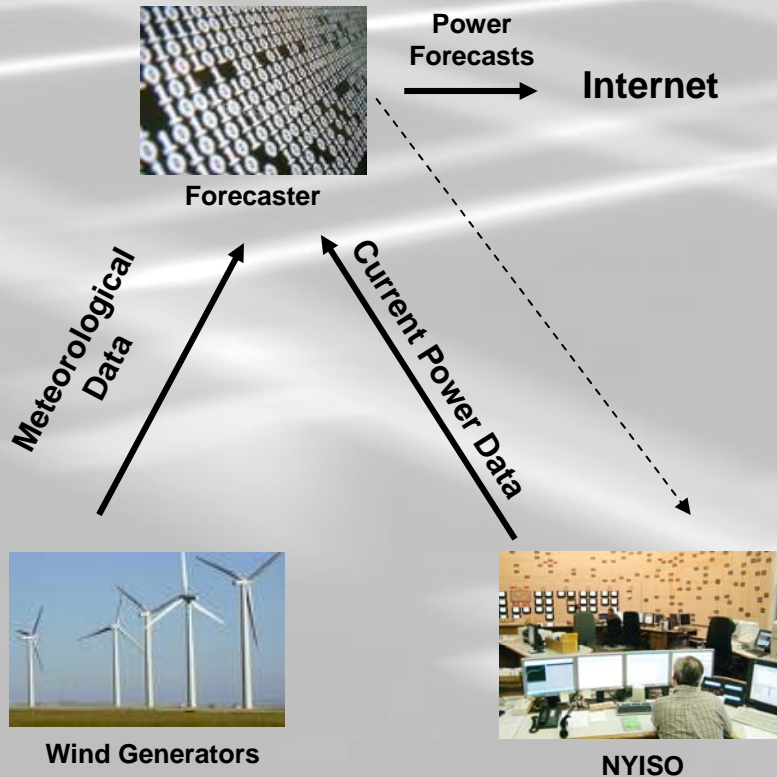 Power
Forecasts
Internet
Forecaster
Meteorological
Data
Current Power Data
Wind Generators
NYISO